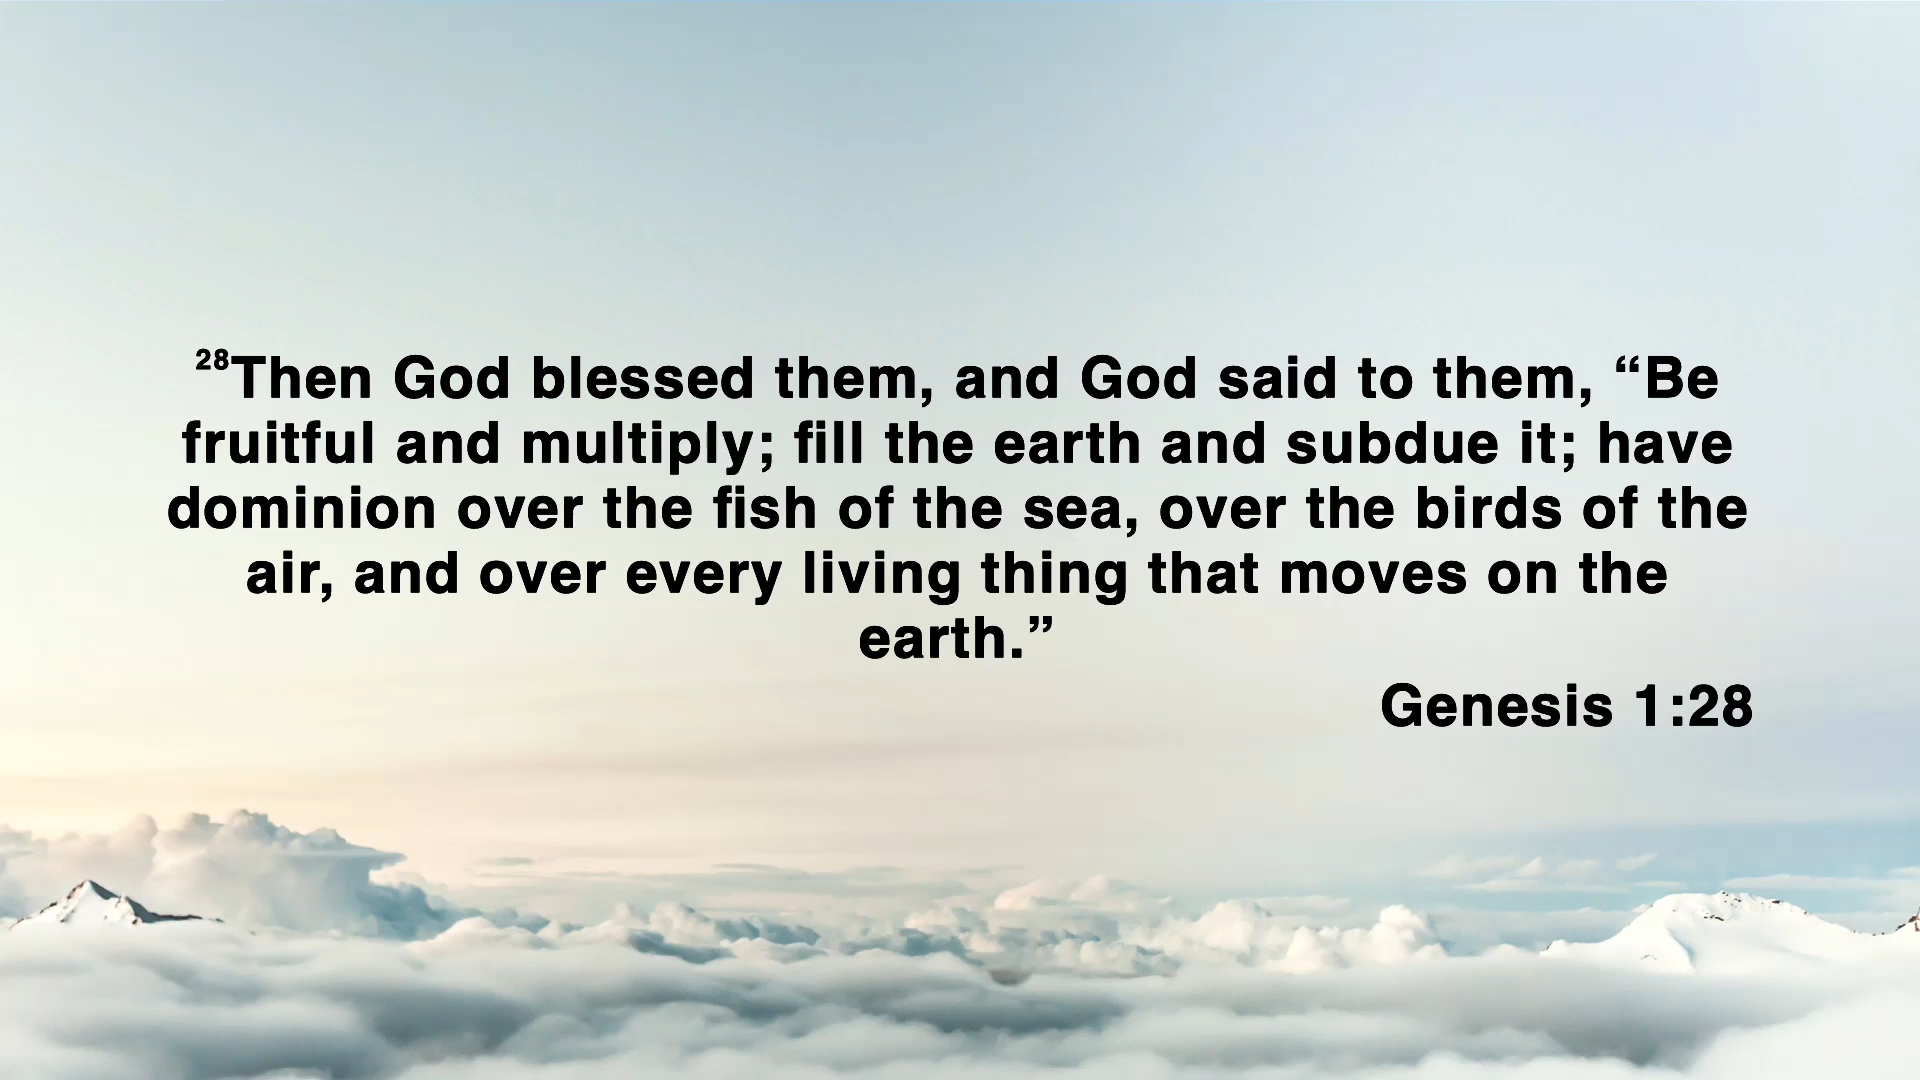 ²⁸Then God blessed them, and God said to them, “Be
fruitful and multiply; fill the earth and subdue it; have
dominion over the fish of the sea, over the birds of the
air, and over every living thing that moves on the
earth.”
Genesis 1:28